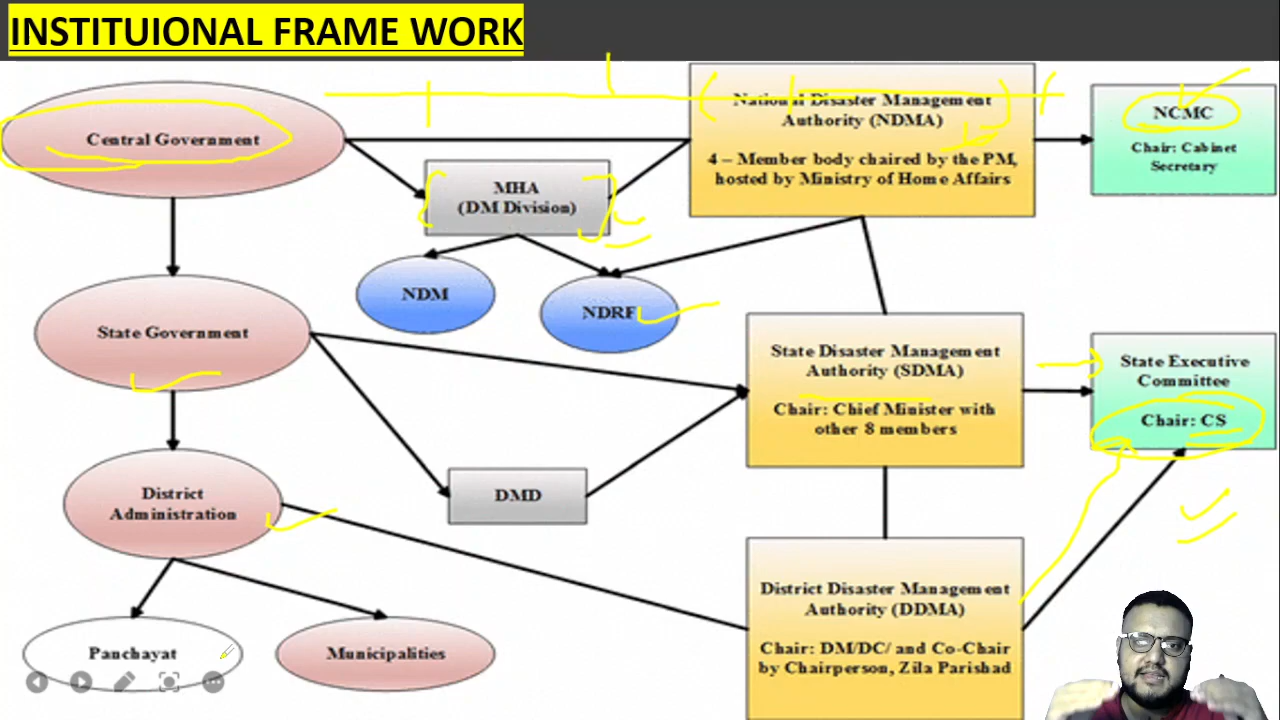 INSTITUIONAL FRAME WORK
Central Government
National Disaster Management
Authority (NDMA)
4 – Member body chaired by the PM,
hosted by Ministry of Home Affairs
NCMC
Chair: Cabinet
Secretary
MHA
(DM Division)
NDM
NDRF
State Government
State Disaster Management
Authority (SDMA)
Chair: Chief Minister with
other 8 members
State Executive
Committee
Chair: CS
District
Administration
DMD
District Disaster Management
Authority (DDMA)
Chair: DM/DC/ and Co-Chair
by Chairperson, Zila Parishad
Panchayat
Municipalities